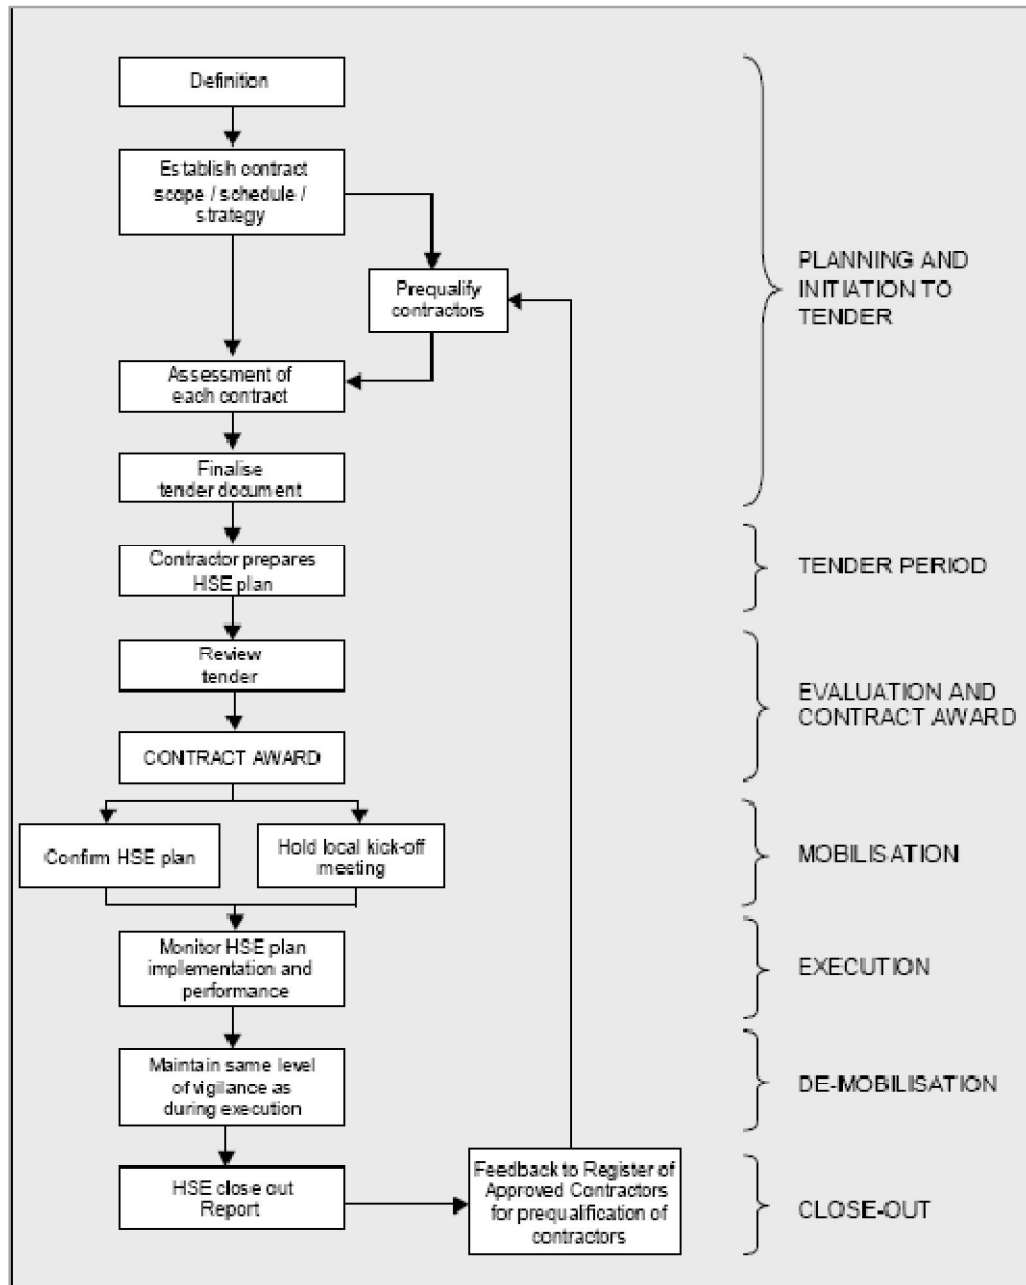 Definition
Establish contract
scope / schedule /
strategy
Prequalify
contractors
PLANNING AND
INITIATION TO
TENDER
Assessment of
each contract
Finalise
tender document
Contractor prepares
HSE plan
TENDER PERIOD
Review
tender
EVALUATION AND
CONTRACT AWARD
CONTRACT AWARD
Confirm HSE plan
Hold local kick-off
meeting
MOBILISATION
Monitor HSE plan
implementation and
performance
EXECUTION
Maintain same level
of vigilance as
during execution
DE-MOBILISATION
HSE close out
Report
Feedback to Register of
Approved Contractors
for prequalification of
contractors
CLOSE-OUT